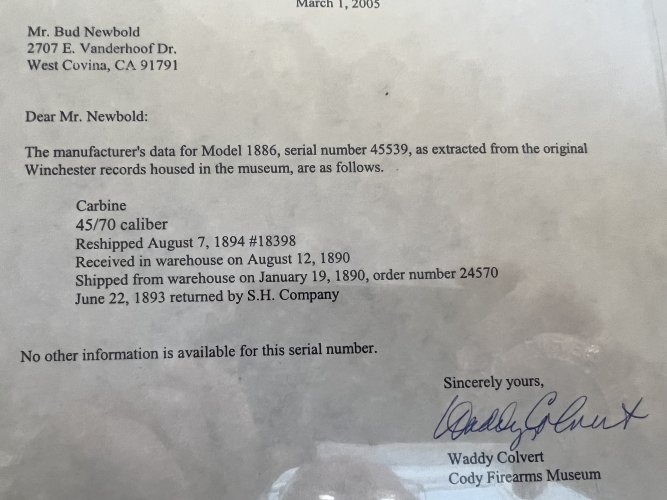 March 1, 2005
Mr. Bud Newbold
2707 E. Vanderhoof Dr.
West Covina, CA 91791
Dear Mr. Newbold:
The manufacturer's data for Model 1886, serial number 45539, as extracted from the original
Winchester records housed in the museum, are as follows.
Carbine
45/70 caliber
Reshipped August 7, 1894 #18398
Received in warehouse on August 12, 1890
Shipped from warehouse on January 19, 1890, order number 24570
June 22, 1893 returned by S.H. Company
No other information is available for this serial number.
Sincerely yours,
Waddy Colvert
Waddy Colvert
Cody Firearms Museum